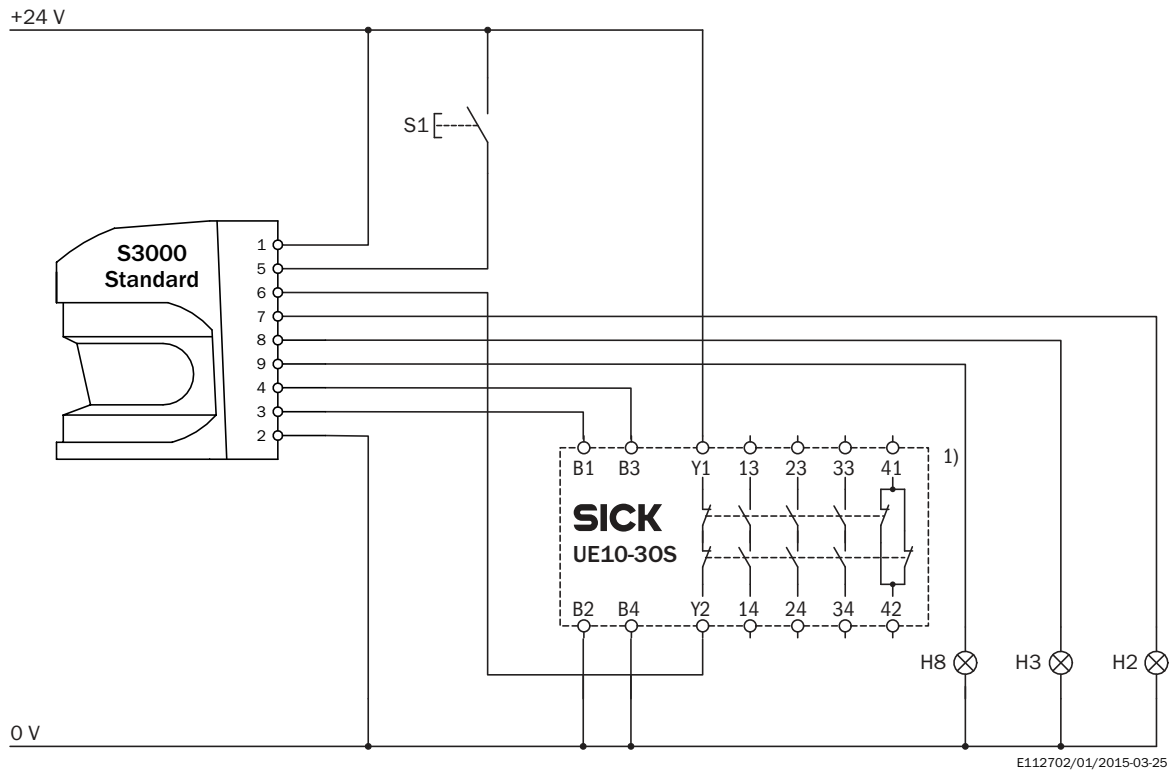 +24 V
S1
S3000
Standard
1
5
6
7
8
9
4
3
2
B1 B3 Y1 13 23 33 41
1)
SICK
UE10-30S
B2 B4 Y2 14 24 34 42
H8 H3 H2
0 V
E112702/01/2015-03-25